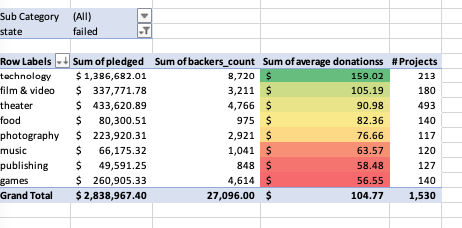 Sub Category (All)
state failed
Row Labels Sum of pledged Sum of backers_count Sum of average donationss # Projects
technology $ 1,386,682.01 8,720 $ 159.02 213
film & video $ 337,771.78 3,211 $ 105.19 180
theater $ 433,620.89 4,766 $ 90.98 493
food $ 80,300.51 975 $ 82.36 140
photography $ 223,920.31 2,921 $ 76.66 117
music $ 66,175.32 1,041 $ 63.57 120
publishing $ 49,591.25 848 $ 58.48 127
games $ 260,905.33 4,614 $ 56.55 140
Grand Total $ 2,838,967.40 27,096.00 $ 104.77 1,530